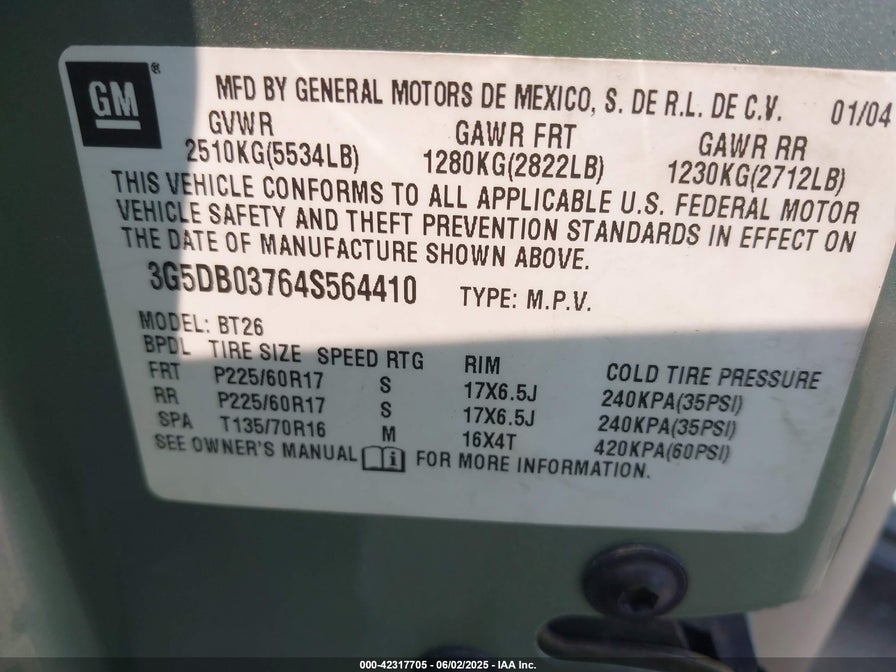 GM ®
MFD BY GENERAL MOTORS DE MEXICO, S. DE R.L. DE C.V. 01/04
GVWR GAWR FRT GAWR RR
2510KG(5534LB) 1280KG(2822LB) 1230KG(2712LB)
THIS VEHICLE CONFORMS TO ALL APPLICABLE U.S. FEDERAL MOTOR
VEHICLE SAFETY AND THEFT PREVENTION STANDARDS IN EFFECT ON
THE DATE OF MANUFACTURE SHOWN ABOVE.
3G5DB03764S564410 TYPE: M.P.V.
MODEL: BT26
BPDL TIRE SIZE SPEED RTG RIM COLD TIRE PRESSURE
FRT P225/60R17 S 17X6.5J 240KPA(35PSI)
RR P225/60R17 S 17X6.5J 240KPA(35PSI)
SPA T135/70R16 M 16X4T 420KPA(60PSI)
SEE OWNER'S MANUAL i FOR MORE INFORMATION.
000-42317705 - 06/02/2025 - IAA Inc.